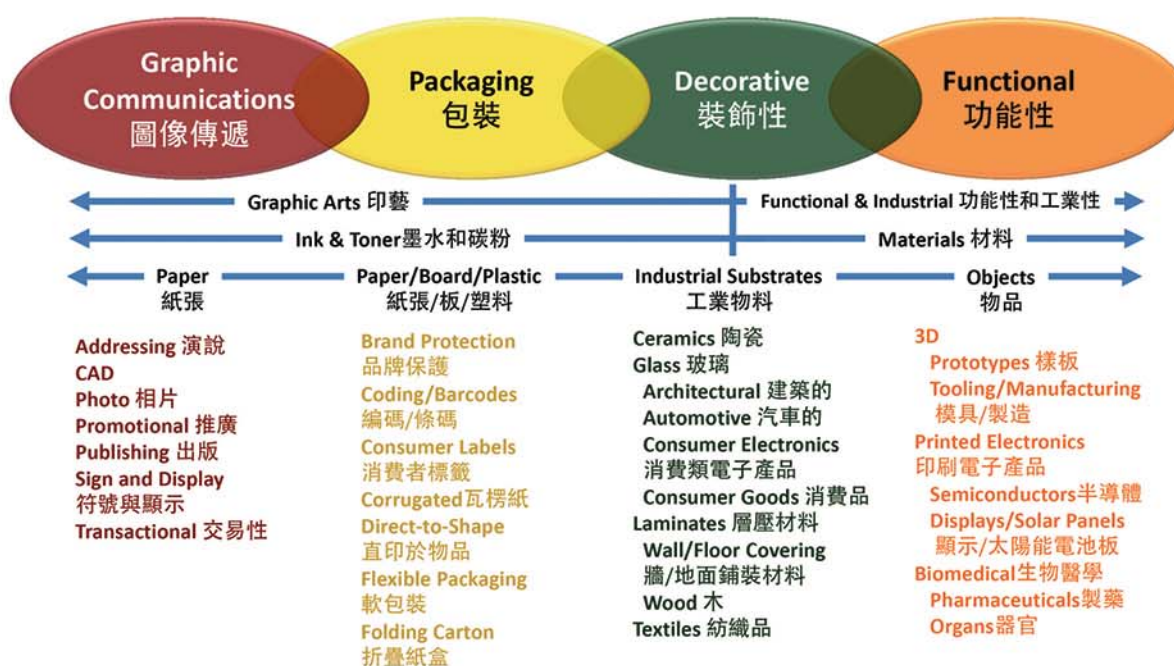 Graphic
Communications
圖像傳遞
Packaging
包裝
Decorative
裝飾性
Functional
功能性
Graphic Arts 印藝
Functional & Industrial 功能性和工業性
Ink & Toner墨水和碳粉
Materials 材料
Paper
紙張
Paper/Board/Plastic
紙張/板/塑料
Industrial Substrates
工業物料
Objects
物品
Addressing 演說
CAD
Photo 相片
Promotional 推廣
Publishing 出版
Sign and Display
符號與顯示
Transactional 交易性
Brand Protection
品牌保護
Coding/Barcodes
編碼/條碼
Consumer Labels
消費者標籤
Corrugated瓦楞紙
Direct-to-Shape
直印於物品
Flexible Packaging
軟包裝
Folding Carton
折疊紙盒
Ceramics 陶瓷
Glass 玻璃
Architectural 建築的
Automotive 汽車的
Consumer Electronics
消費類電子產品
Consumer Goods 消費品
Laminates 層壓材料
Wall/Floor Covering
牆/地面鋪裝材料
Wood 木
Textiles 紡織品
3D
Prototypes 樣板
Tooling/Manufacturing
模具/製造
Printed Electronics
印刷電子產品
Semiconductors半導體
Displays/Solar Panels
顯示/太陽能電池板
Biomedical生物醫學
Pharmaceuticals製藥
Organs器官